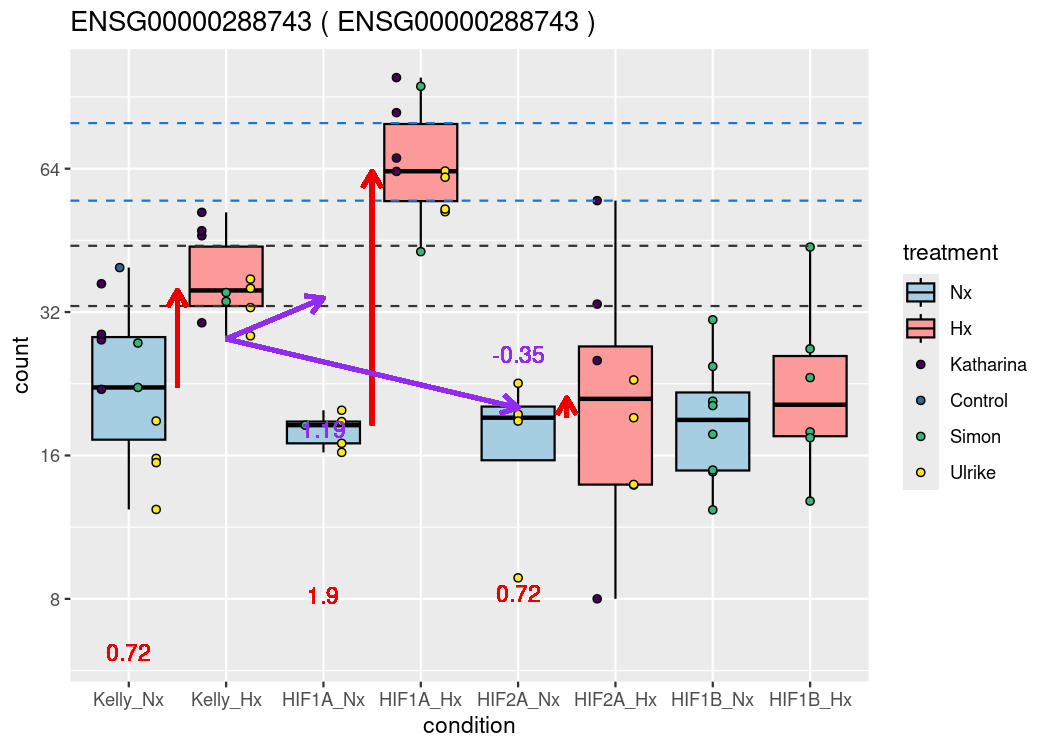 ENSG00000288743 ( ENSG00000288743 )
count
64
32
16
8
-0.35
1.19
1.9
0.72
0.72
Kelly_Nx
Kelly_Hx
HIF1A_Nx
HIF1A_Hx
HIF2A_Nx
HIF2A_Hx
HIF1B_Nx
HIF1B_Hx
condition
treatment
Nx
Hx
Katharina
Control
Simon
Ulrike